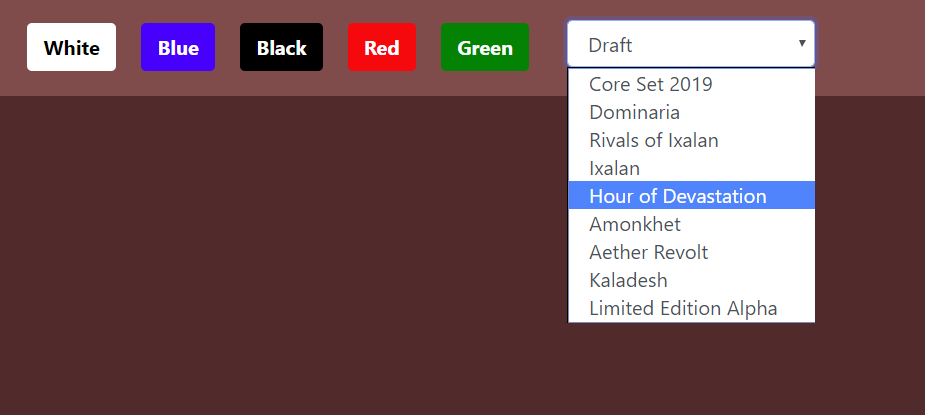 White Blue Black Red Green Draft
Core Set 2019
Dominaria
Rivals of Ixalan
Ixalan
Hour of Devastation
Amonkhet
Aether Revolt
Kaladesh
Limited Edition Alpha